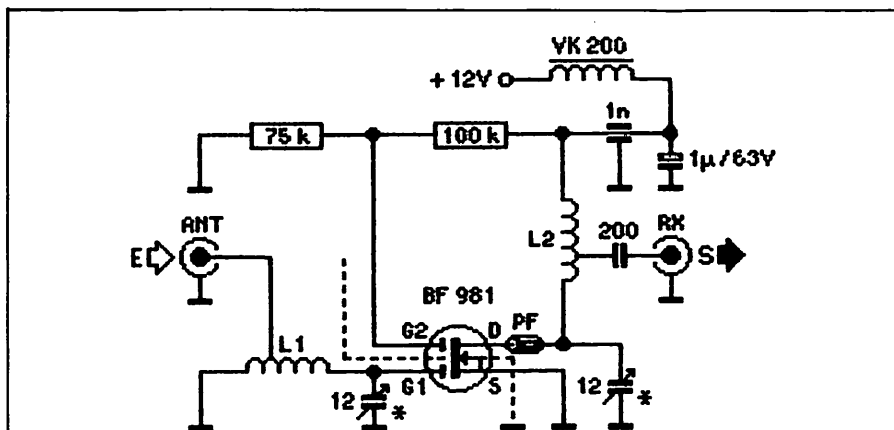 VK 200
+ 12V
1n
75 k
100 k
1µ/63V
ANT
RX
200
E
L2
S
BF 981
G2
D
PF
L1
G1
S
12
*
12
*